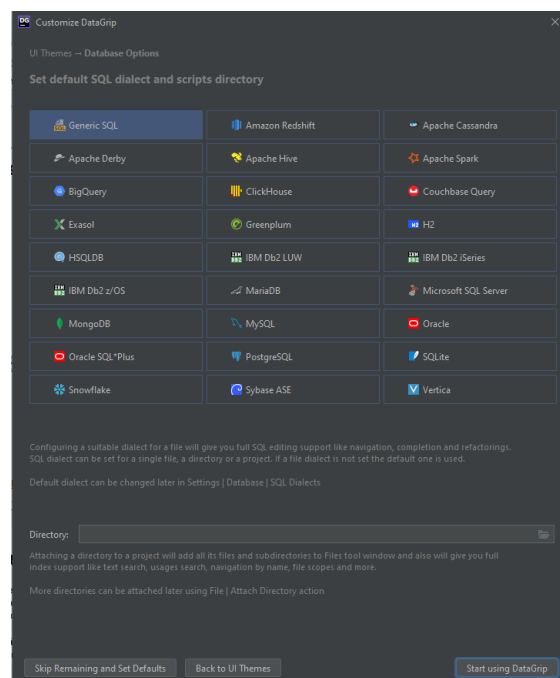 Customize DataGrip
UI Themes → Database Options
Set default SQL dialect and scripts directory
Generic SQL
Amazon Redshift
Apache Cassandra
Apache Derby
Apache Hive
Apache Spark
BigQuery
ClickHouse
Couchbase Query
Exasol
Greenplum
H2
HSQLDB
IBM Db2 LUW
IBM Db2 iSeries
IBM Db2 z/OS
MariaDB
Microsoft SQL Server
MongoDB
MySQL
Oracle
Oracle SQL*Plus
PostgreSQL
SQLite
Snowflake
Sybase ASE
Vertica
Configuring a suitable dialect for a file will give you full SQL editing support like navigation, completion and refactorings.
SQL dialect can be set for a single file, a directory or a project. If a file dialect is not set the default one is used.
Default dialect can be changed later in Settings | Database | SQL Dialects
Directory:
Attaching a directory to a project will add all its files and subdirectories to Files tool window and also will give you full
index support like text search, usages search, navigation by name, file scopes and more.
More directories can be attached later using File | Attach Directory action
Skip Remaining and Set Defaults
Back to UI Themes
Start using DataGrip